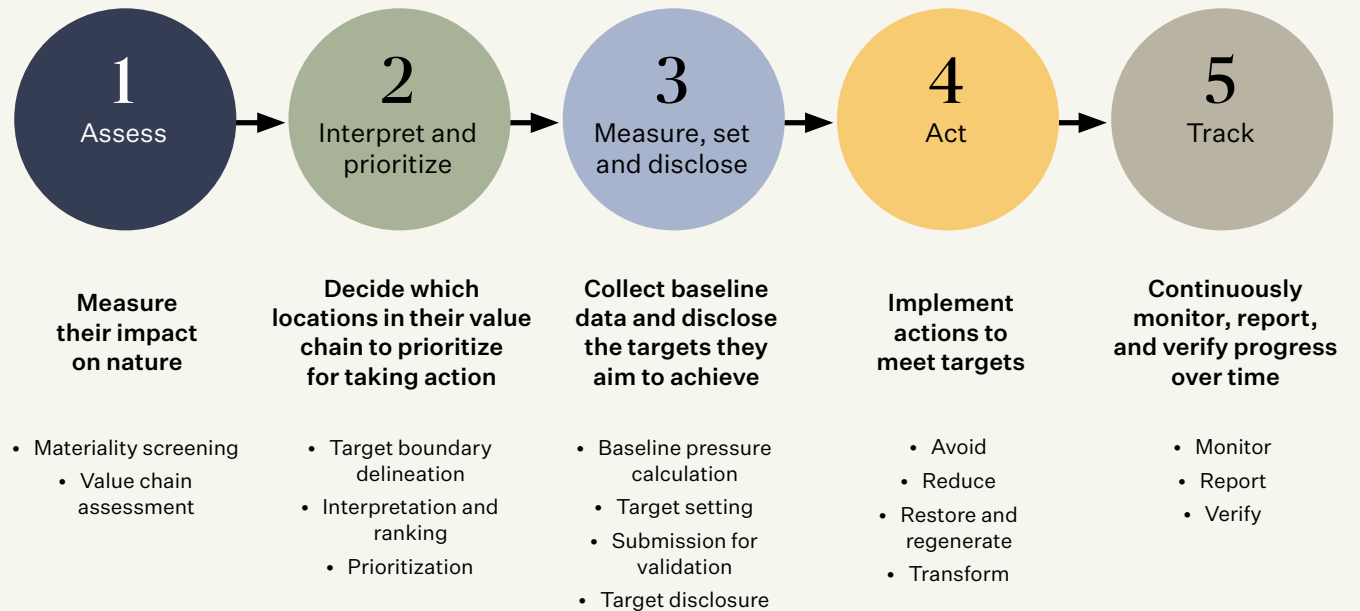 1
Assess
2
Interpret and
prioritize
3
Measure, set
and disclose
4
Act
5
Track
Measure
their impact
on nature
Decide which
locations in their value
chain to prioritize
for taking action
Collect baseline
data and disclose
the targets they
aim to achieve
Implement
actions to
meet targets
Continuously
monitor, report,
and verify progress
over time
• Materiality screening
• Value chain
assessment
• Target boundary
delineation
• Interpretation and
ranking
• Prioritization
• Baseline pressure
calculation
• Target setting
• Submission for
validation
• Target disclosure
• Avoid
• Reduce
• Restore and
regenerate
• Transform
• Monitor
• Report
• Verify